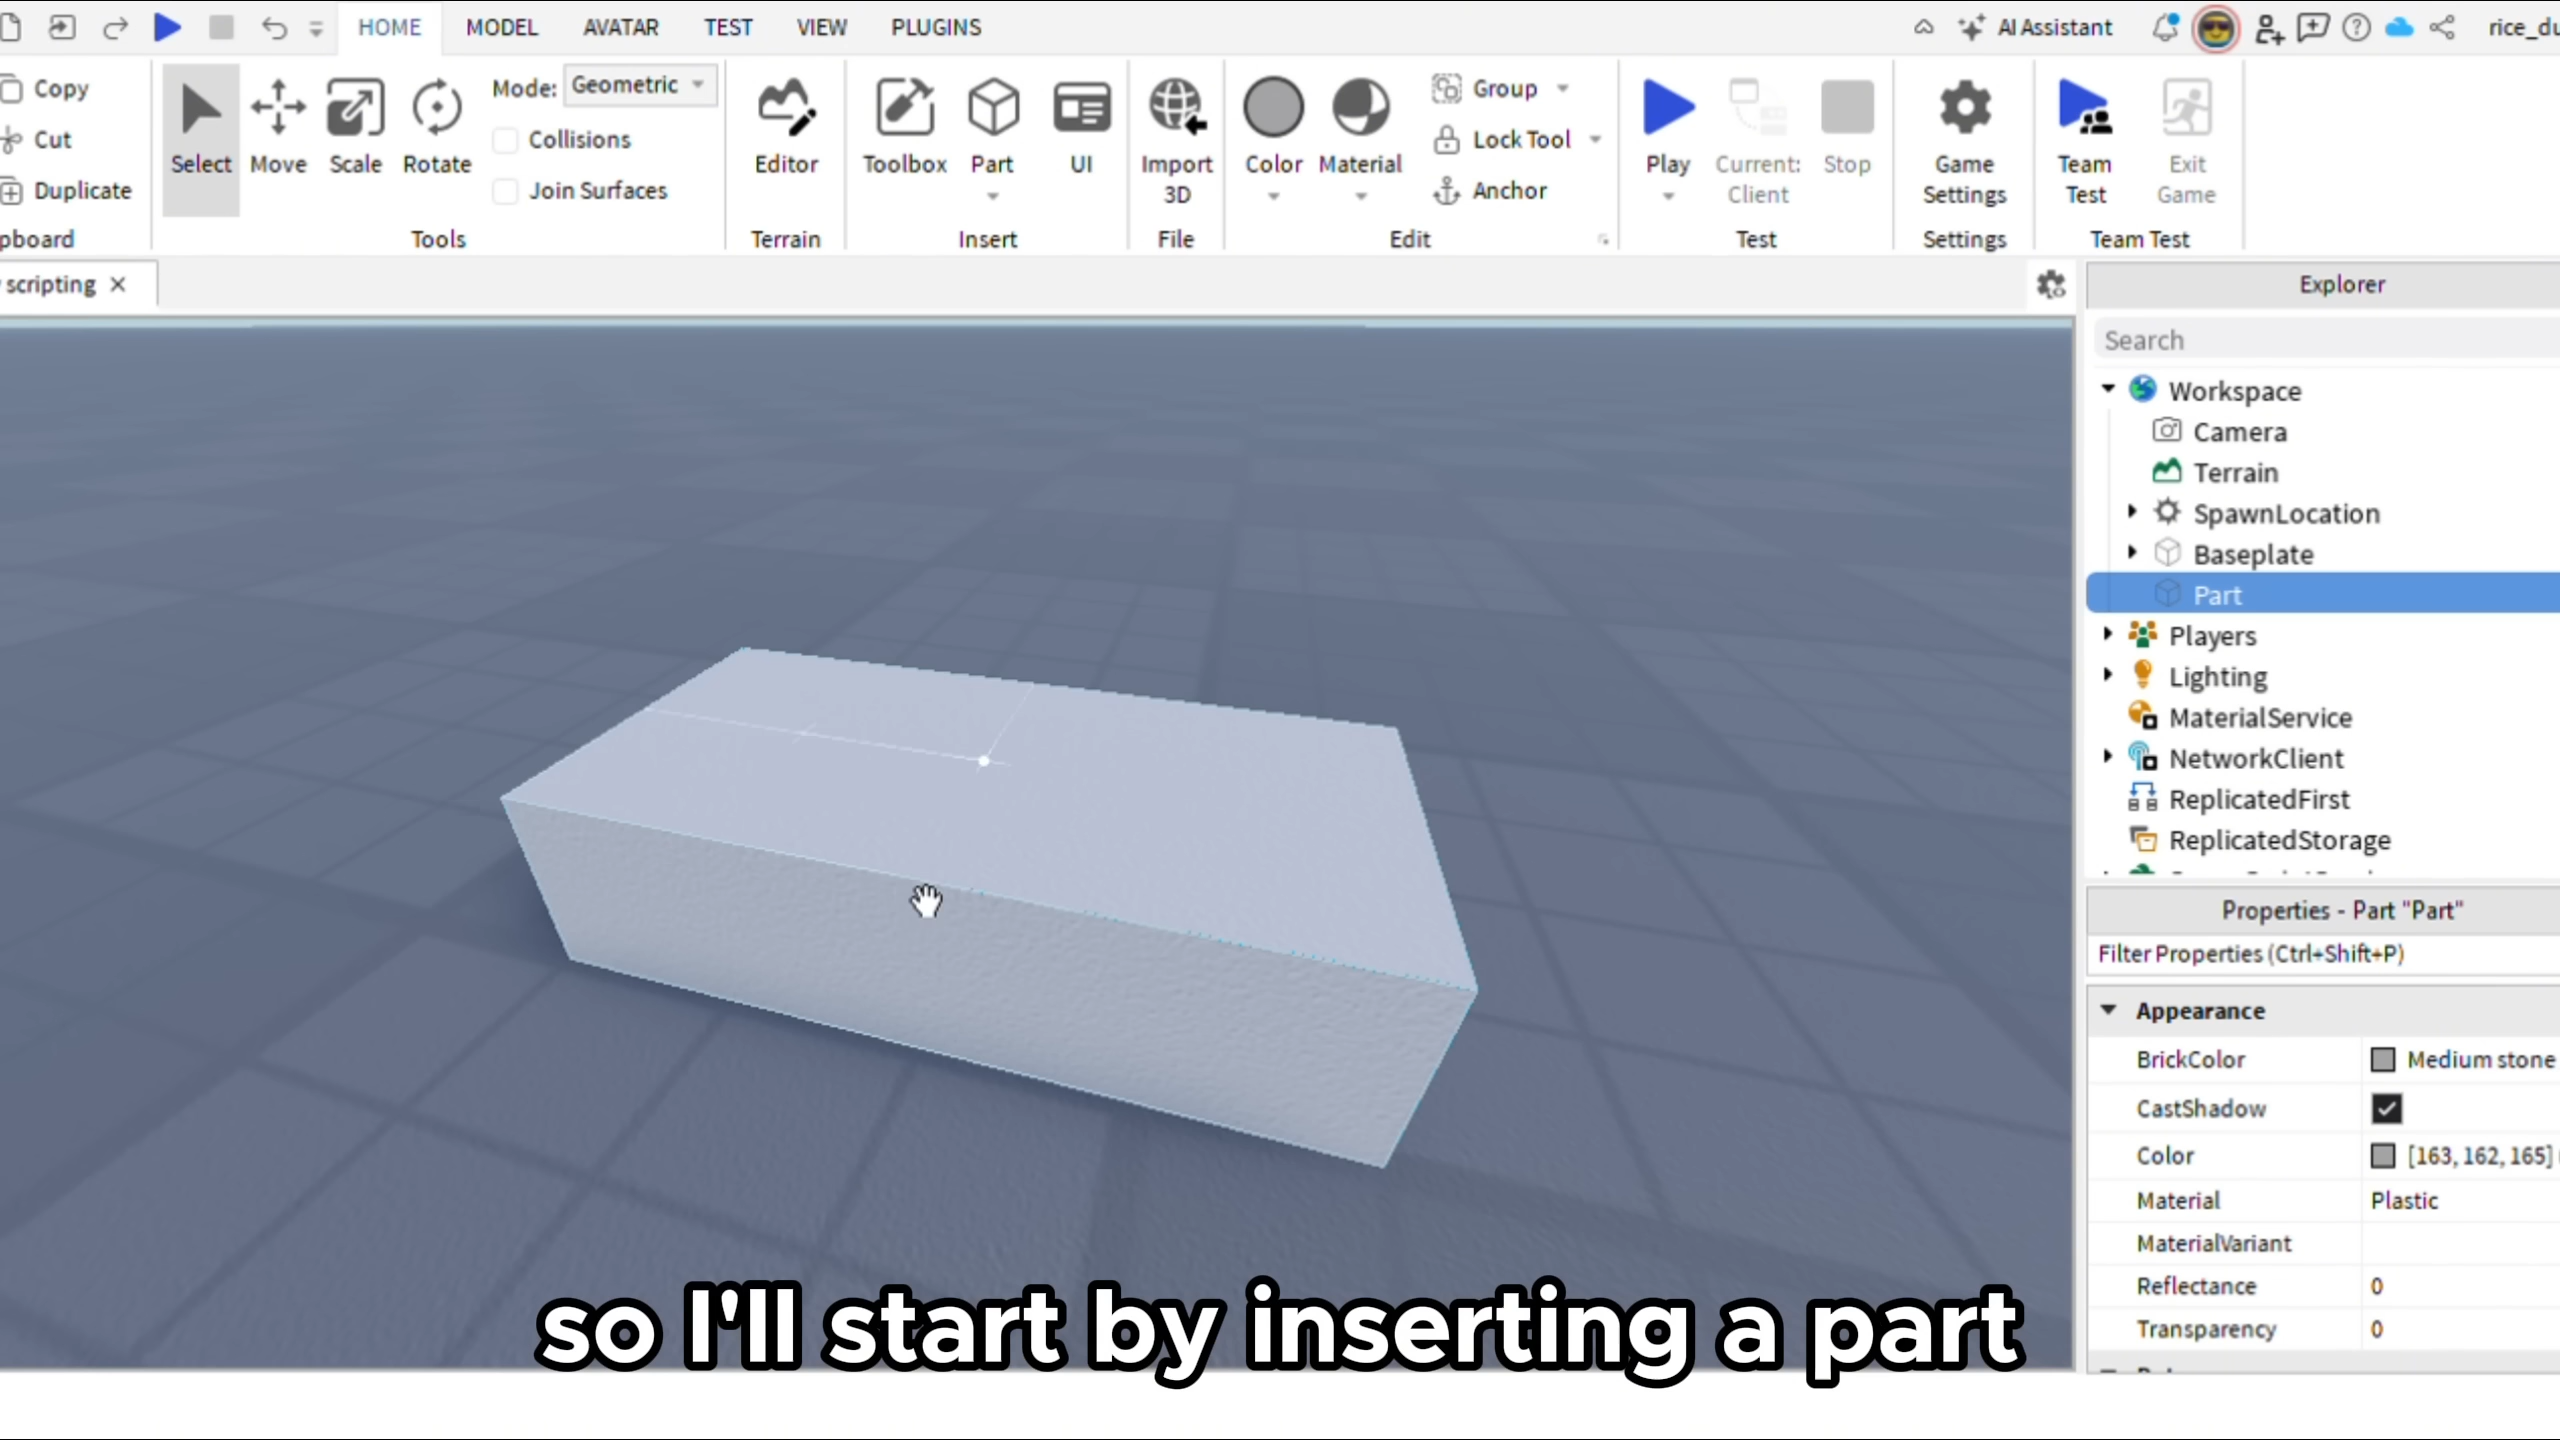 HOME MODEL AVATAR TEST VIEW PLUGINS AI Assistant rice_du
Copy
Cut
Duplicate
pboard
Select Move Scale Rotate
Mode: Geometric
Collisions
Join Surfaces
Tools
Editor
Terrain
Toolbox Part UI
Insert
Import
3D
File
Color Material
Group
Lock Tool
Anchor
Edit
Play Current:
Client
Stop
Test
Game
Settings
Settings
Team
Test
Exit
Game
Team Test
scripting
Explorer
Search
Workspace
Camera
Terrain
SpawnLocation
Baseplate
Part
Players
Lighting
MaterialService
NetworkClient
ReplicatedFirst
ReplicatedStorage
Properties - Part "Part"
Filter Properties (Ctrl+Shift+P)
Appearance
BrickColor Medium stone
CastShadow
Color [163, 162, 165]
Material Plastic
MaterialVariant
Reflectance 0
Transparency 0
so I'll start by inserting a part